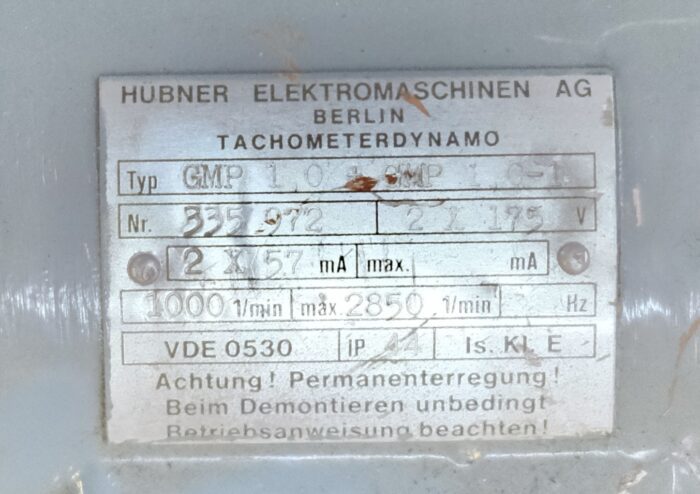 HÜBNER ELEKTROMASCHINEN AG
BERLIN
TACHOMETERDYNAMO
Typ GMP 1,0 + GMP 1,0-1
Nr. 335 972 2 X 175 V
2 X 57 mA max. mA
1000 1/min max. 2850 1/min Hz
VDE 0530 IP 44 Is. Kl. E
Achtung! Permanenterregung!
Beim Demontieren unbedingt
Betriebsanweisung beachten!